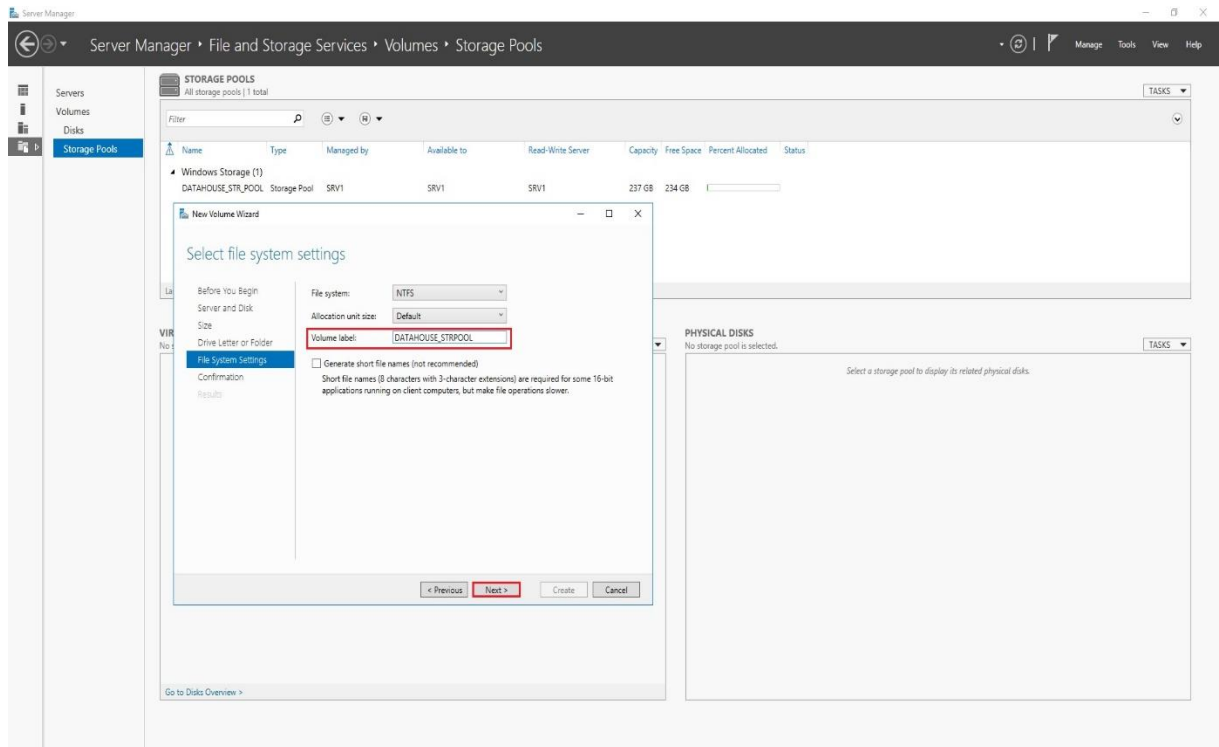 Server Manager
Server Manager ‣ File and Storage Services ‣ Volumes ‣ Storage Pools
Manage Tools View Help
Servers
Volumes
Disks
Storage Pools
STORAGE POOLS
All storage pools | 1 total
TASKS
Filter
Name Type Managed by Available to Read-Write Server Capacity Free Space Percent Allocated Status
Windows Storage (1)
DATAHOUSE_STR_POOL Storage Pool SRV1 SRV1 SRV1 237 GB 234 GB
New Volume Wizard
Select file system settings
Before You Begin
Server and Disk
Size
Drive Letter or Folder
File System Settings
Confirmation
Results
File system: NTFS
Allocation unit size: Default
Volume label: DATAHOUSE_STRPOOL
Generate short file names (not recommended)
Short file names (8 characters with 3-character extensions) are required for some 16-bit
applications running on client computers, but make file operations slower.
< Previous Next > Create Cancel
La
VIR
No s
PHYSICAL DISKS
No storage pool is selected.
TASKS
Select a storage pool to display its related physical disks.
Go to Disks Overview >